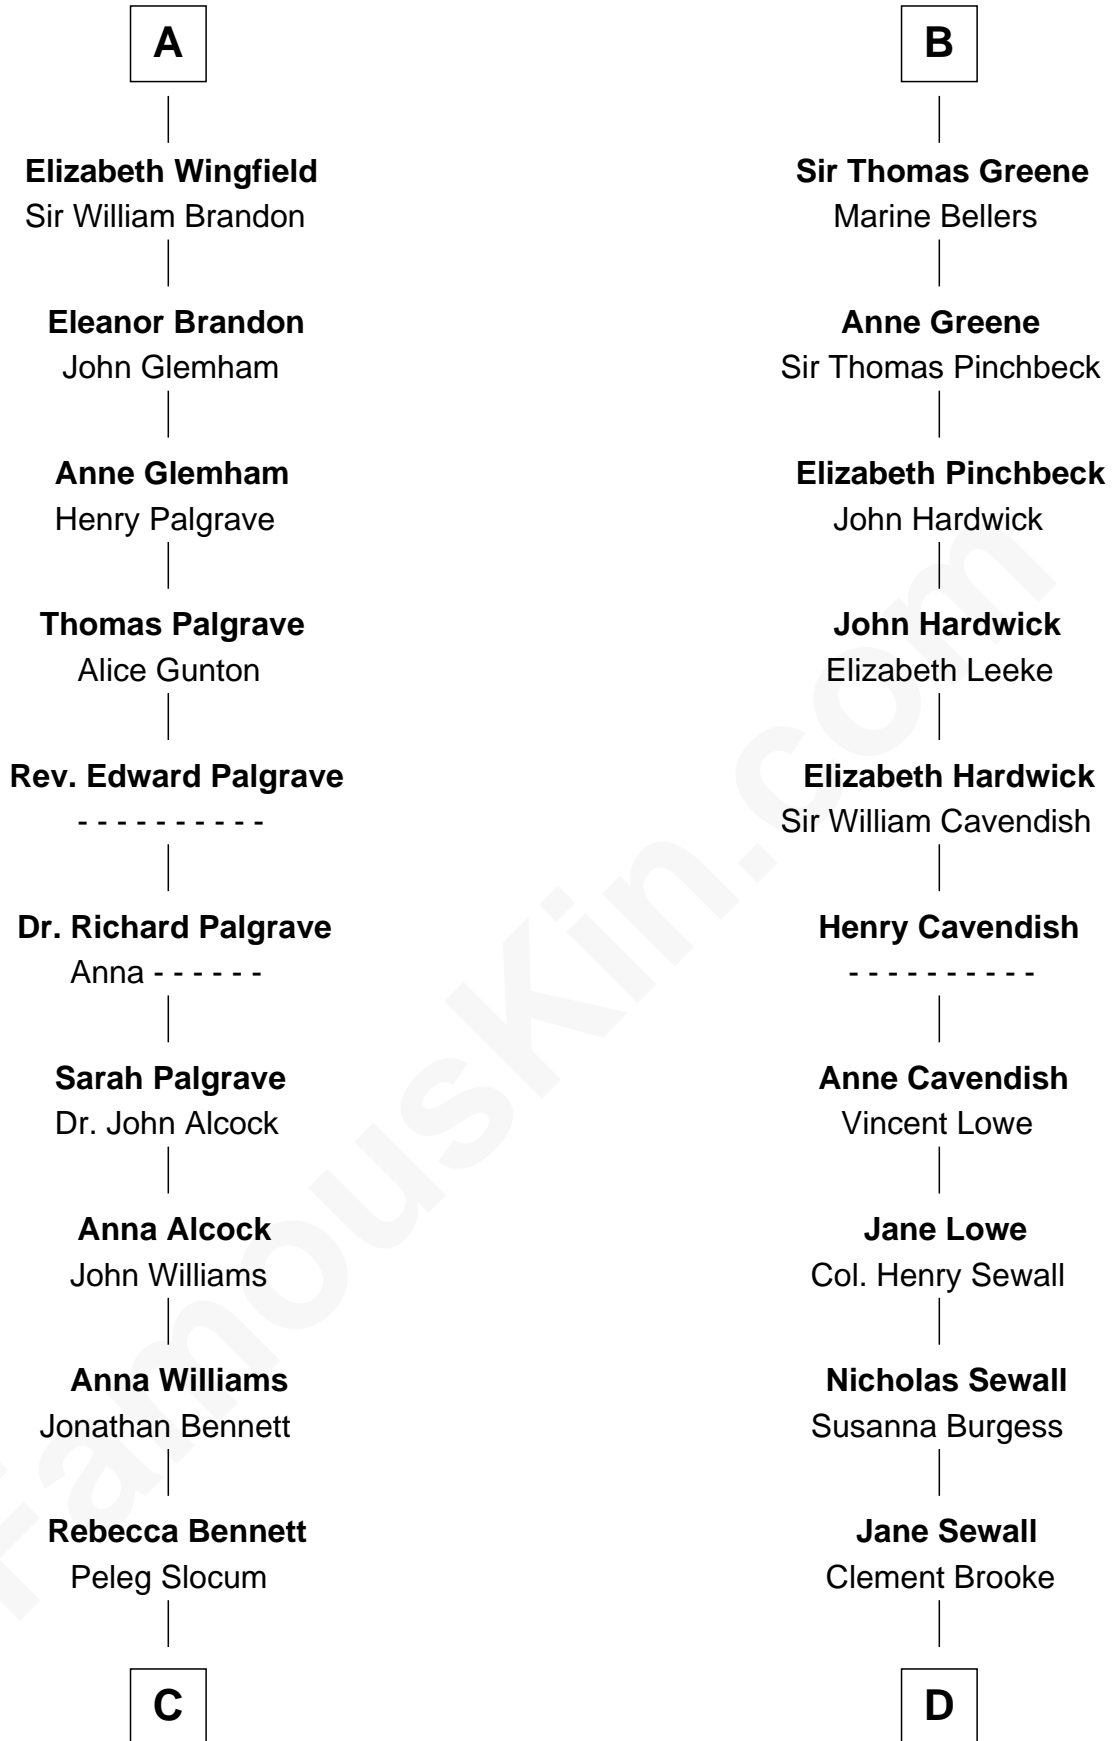 A
Elizabeth Wingfield
Sir William Brandon
Eleanor Brandon
John Glemham
Anne Glemham
Henry Palgrave
Thomas Palgrave
Alice Gunton
Rev. Edward Palgrave
- - - - - - - - - -
Dr. Richard Palgrave
Anna - - - - - -
Sarah Palgrave
Dr. John Alcock
Anna Alcock
John Williams
Anna Williams
Jonathan Bennett
Rebecca Bennett
Peleg Slocum
C
B
Sir Thomas Greene
Marine Bellers
Anne Greene
Sir Thomas Pinchbeck
Elizabeth Pinchbeck
John Hardwick
John Hardwick
Elizabeth Leeke
Elizabeth Hardwick
Sir William Cavendish
Henry Cavendish
- - - - - - - - - -
Anne Cavendish
Vincent Lowe
Jane Lowe
Col. Henry Sewall
Nicholas Sewall
Susanna Burgess
Jane Sewall
Clement Brooke
D
FamousKin.com